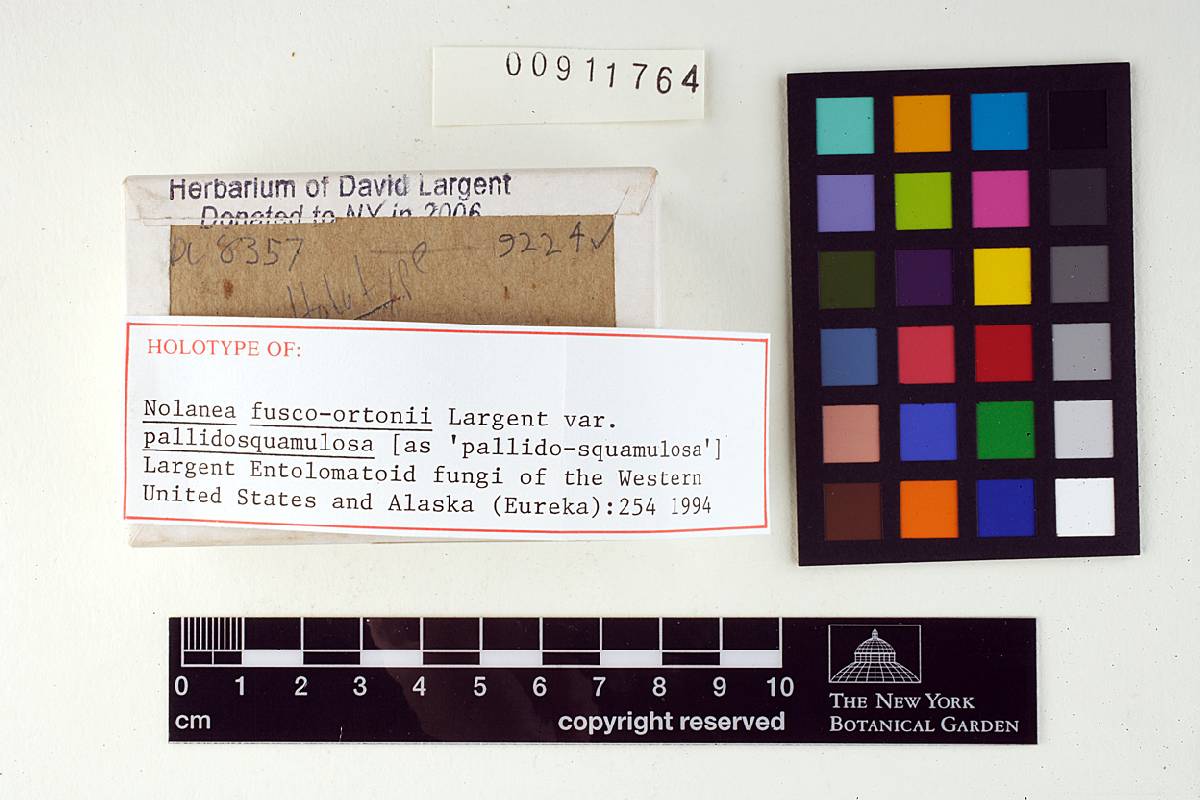 00911764
Herbarium of David Largent
Donated to NY in 2006
DL 8357 9224✓
Holotype
HOLOTYPE OF:
Nolanea fusco-ortonii Largent var.
pallidosquamulosa [as 'pallido-squamulosa']
Largent Entolomatoid fungi of the Western
United States and Alaska (Eureka):254 1994
0 1 2 3 4 5 6 7 8 9 10
cm
copyright reserved
THE NEW YORK
BOTANICAL GARDEN